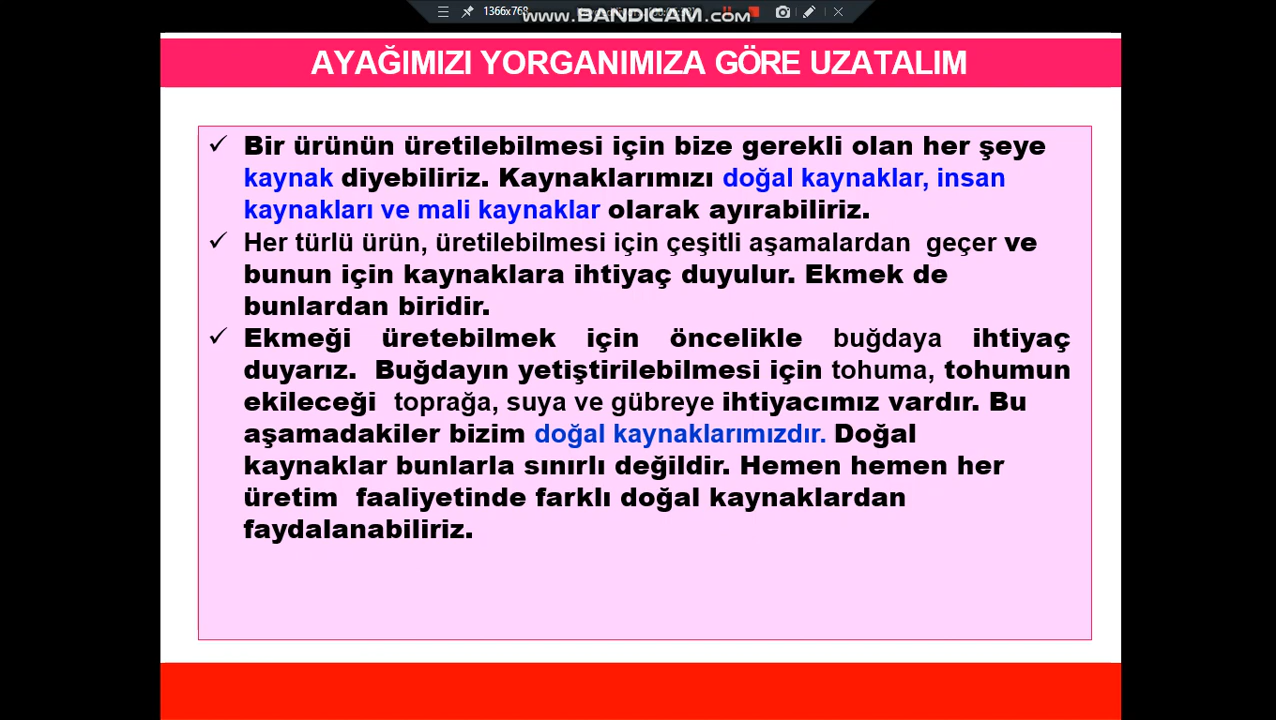 1366x768
www.BANDICAM.com
AYAĞIMIZI YORGANIMIZA GÖRE UZATALIM
✓ Bir ürünün üretilebilmesi için bize gerekli olan her şeye
kaynak diyebiliriz. Kaynaklarımızı doğal kaynaklar, insan
kaynakları ve mali kaynaklar olarak ayırabiliriz.
✓ Her türlü ürün, üretilebilmesi için çeşitli aşamalardan geçer ve
bunun için kaynaklara ihtiyaç duyulur. Ekmek de
bunlardan biridir.
✓ Ekmeği üretebilmek için öncelikle buğdaya ihtiyaç
duyarız. Buğdayın yetiştirilebilmesi için tohuma, tohumun
ekileceği toprağa, suya ve gübreye ihtiyacımız vardır. Bu
aşamadakiler bizim doğal kaynaklarımızdır. Doğal
kaynaklar bunlarla sınırlı değildir. Hemen hemen her
üretim faaliyetinde farklı doğal kaynaklardan
faydalanabiliriz.